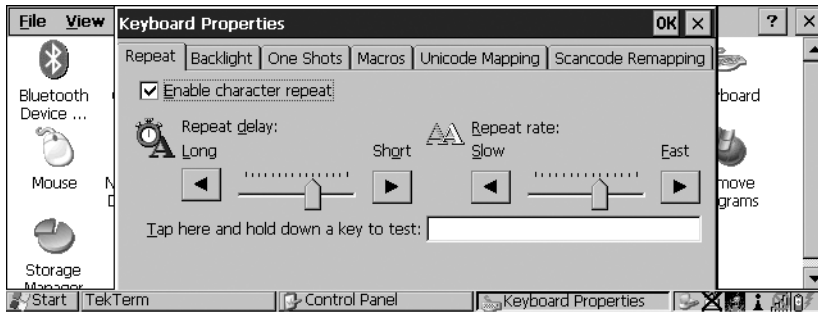 File View
Keyboard Properties OK ?
Repeat Backlight One Shots Macros Unicode Mapping Scancode Remapping
Enable character repeat
Repeat delay:
Long Short
Repeat rate:
Slow Fast
Tap here and hold down a key to test:
Bluetooth
Device ...
Mouse
Storage
Manager
board
move
grams
Start TekTerm Control Panel Keyboard Properties